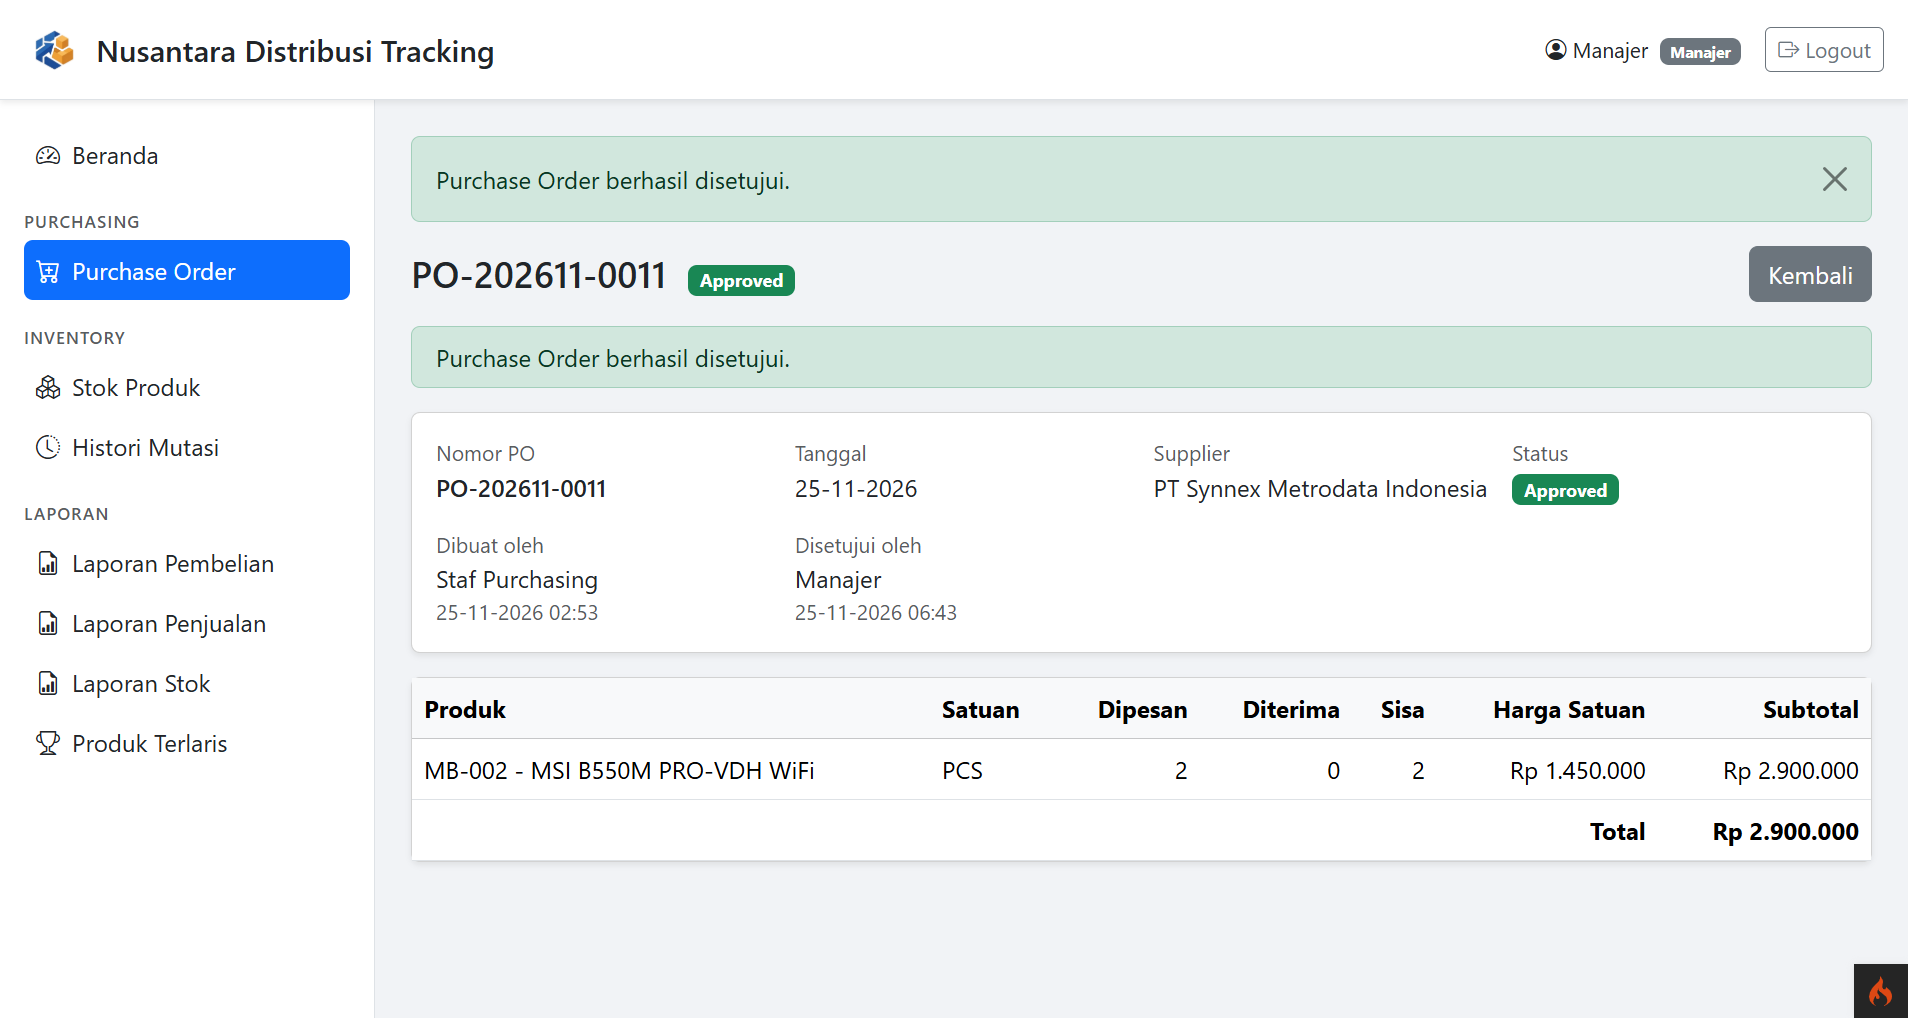 Nusantara Distribusi Tracking
Manajer Manajer Logout
Beranda
PURCHASING
Purchase Order
INVENTORY
Stok Produk
Histori Mutasi
LAPORAN
Laporan Pembelian
Laporan Penjualan
Laporan Stok
Produk Terlaris
Purchase Order berhasil disetujui.
PO-202611-0011 Approved Kembali
Purchase Order berhasil disetujui.
Nomor PO Tanggal Supplier Status
PO-202611-0011 25-11-2026 PT Synnex Metrodata Indonesia Approved
Dibuat oleh Disetujui oleh
Staf Purchasing Manajer
25-11-2026 02:53 25-11-2026 06:43
Produk Satuan Dipesan Diterima Sisa Harga Satuan Subtotal
MB-002 - MSI B550M PRO-VDH WiFi PCS 2 0 2 Rp 1.450.000 Rp 2.900.000
Total Rp 2.900.000